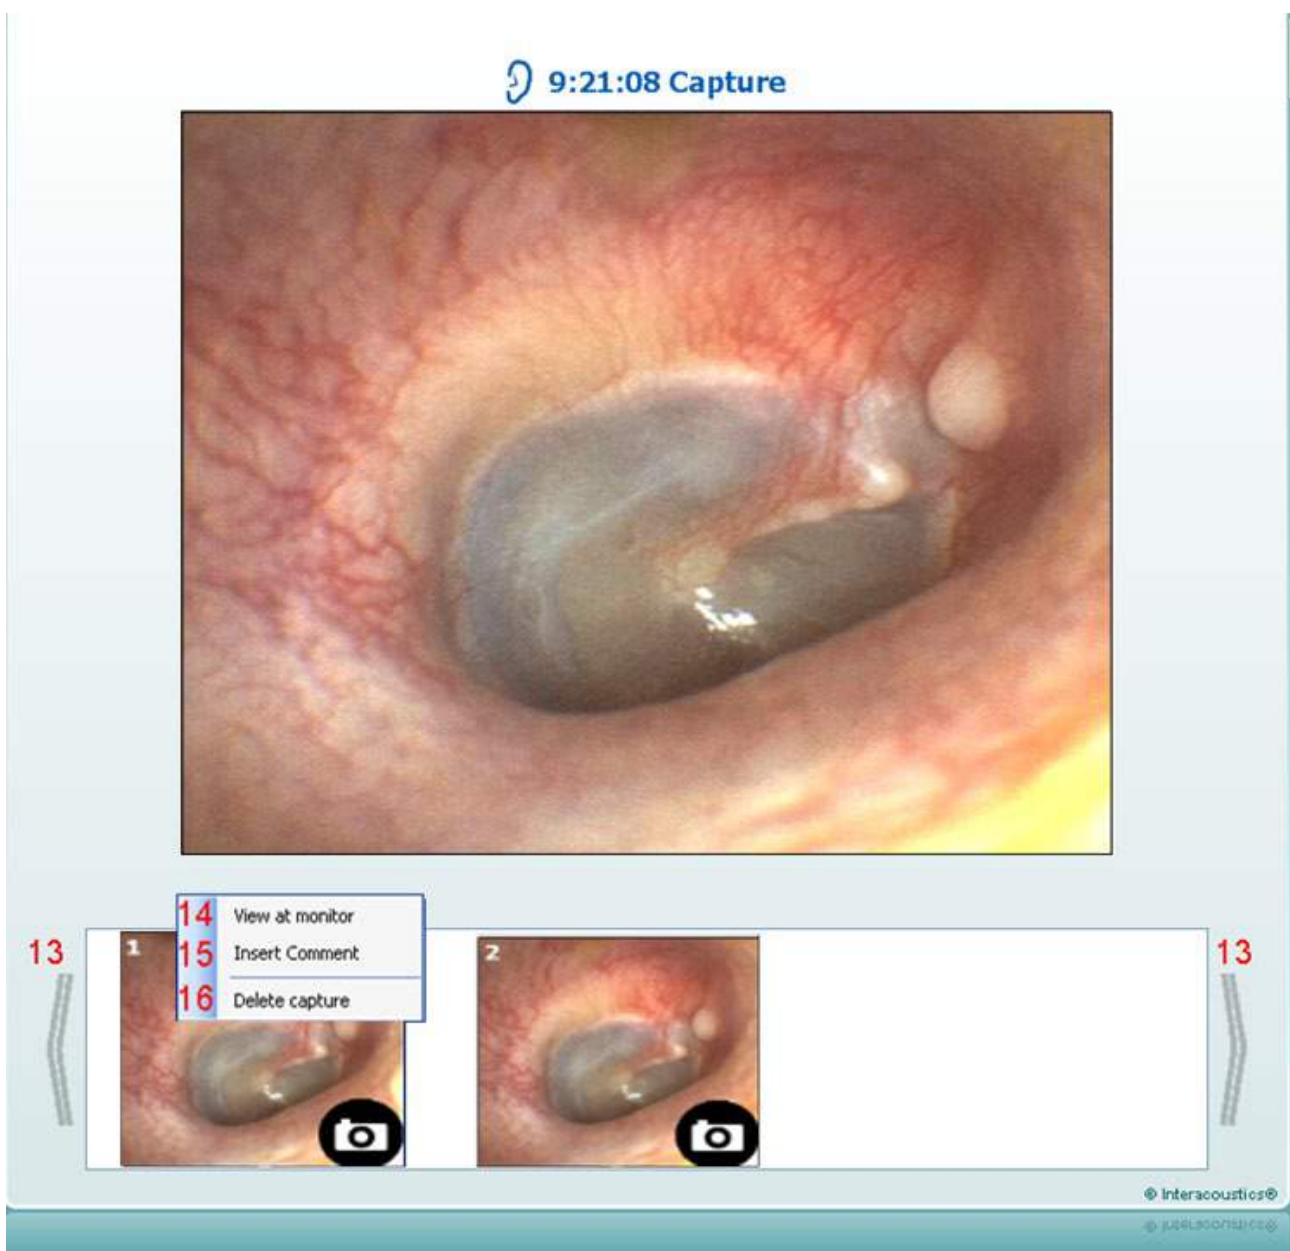 9:21:08 Capture
14 View at monitor
13 1 15 Insert Comment 2 13
16 Delete capture
© Interacoustics®